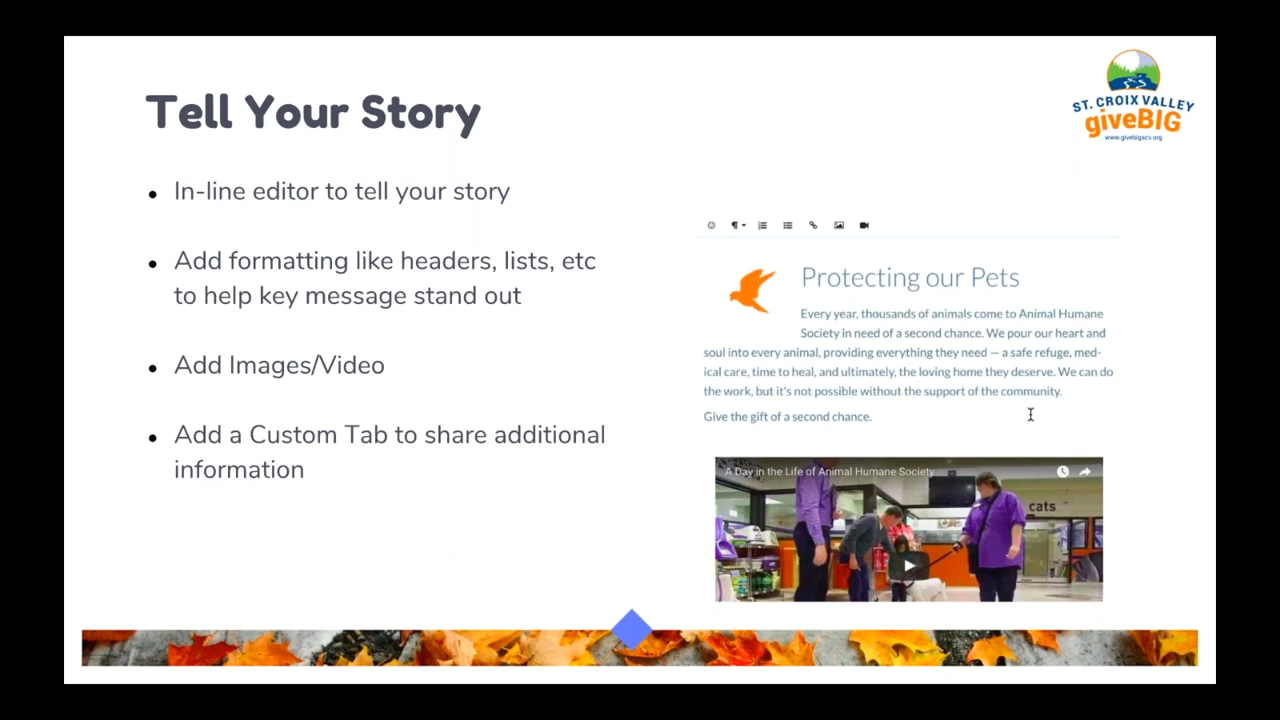 Tell Your Story
ST. CROIX VALLEY
giveBIG
www.givebigscv.org
In-line editor to tell your story
Add formatting like headers, lists, etc
to help key message stand out
Add Images/Video
Add a Custom Tab to share additional
information
Protecting our Pets
Every year, thousands of animals come to Animal Humane
Society in need of a second chance. We pour our heart and
soul into every animal, providing everything they need — a safe refuge, med-
ical care, time to heal, and ultimately, the loving home they deserve. We can do
the work, but it's not possible without the support of the community.
Give the gift of a second chance.
A Day in the Life of Animal Humane Society
cats